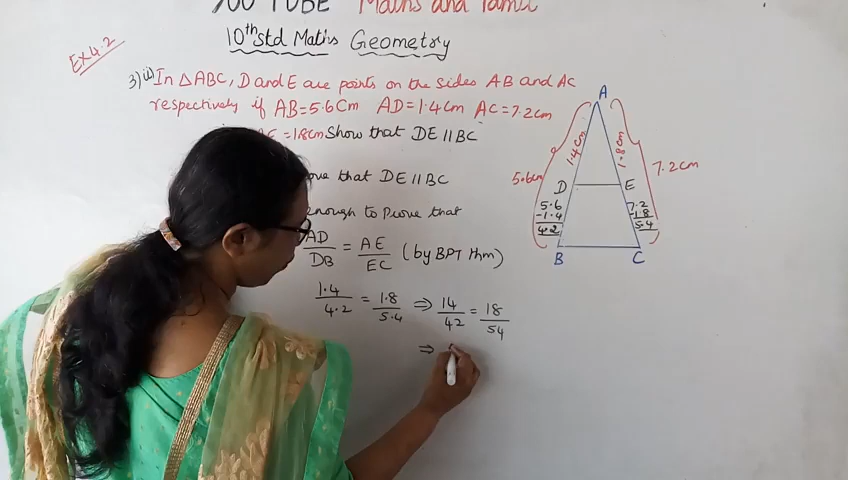 YOU TUBE Maths and Tamil
10th std Maths Geometry
EX 4.2
3) ii) In △ABC, D and E are points on the sides AB and AC
respectively if AB = 5.6Cm AD = 1.4cm AC = 7.2cm
= 1.8cm Show that DE || BC
that DE || BC
enough to Prove that
AD/DB = AE/EC (by BPT thm)
1.4/4.2 = 1.8/5.4 ⇒ 14/42 = 18/54
⇒
A
1.4cm
1.8cm
5.6cm
7.2cm
D
E
5.6
-1.4
4.2
7.2
-1.8
5.4
B
C